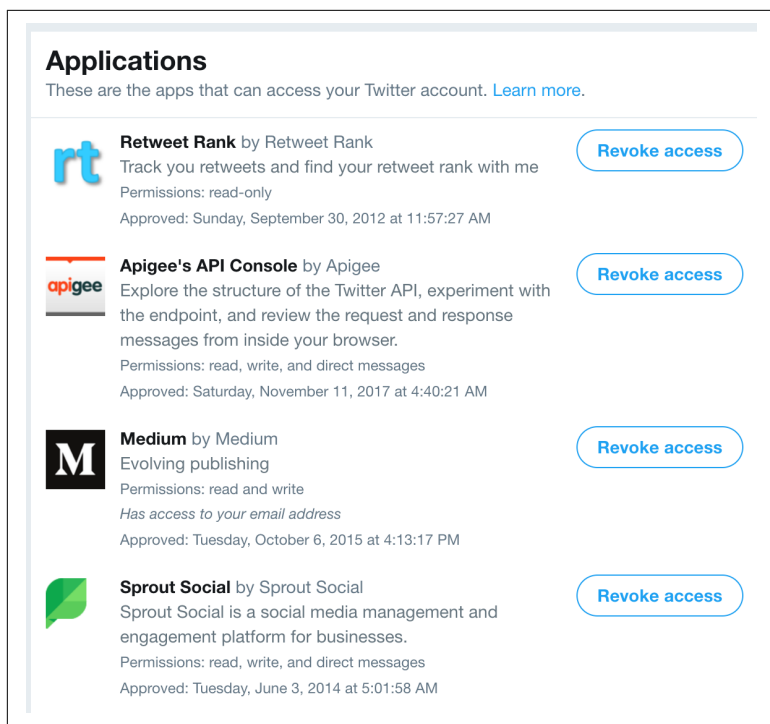 Applications
These are the apps that can access your Twitter account. Learn more.
rt
Retweet Rank by Retweet Rank
Revoke access
Track you retweets and find your retweet rank with me
Permissions: read-only
Approved: Sunday, September 30, 2012 at 11:57:27 AM
apigee
Apigee's API Console by Apigee
Revoke access
Explore the structure of the Twitter API, experiment with
the endpoint, and review the request and response
messages from inside your browser.
Permissions: read, write, and direct messages
Approved: Saturday, November 11, 2017 at 4:40:21 AM
M
Medium by Medium
Revoke access
Evolving publishing
Permissions: read and write
Has access to your email address
Approved: Tuesday, October 6, 2015 at 4:13:17 PM
Sprout Social by Sprout Social
Revoke access
Sprout Social is a social media management and
engagement platform for businesses.
Permissions: read, write, and direct messages
Approved: Tuesday, June 3, 2014 at 5:01:58 AM